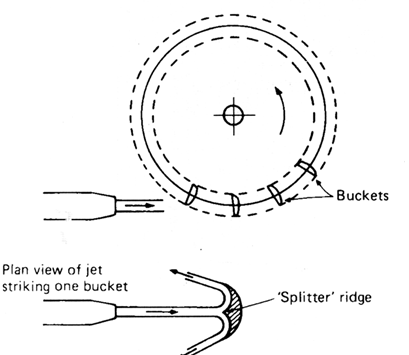 Buckets
Plan view of jet
striking one bucket
'Splitter' ridge